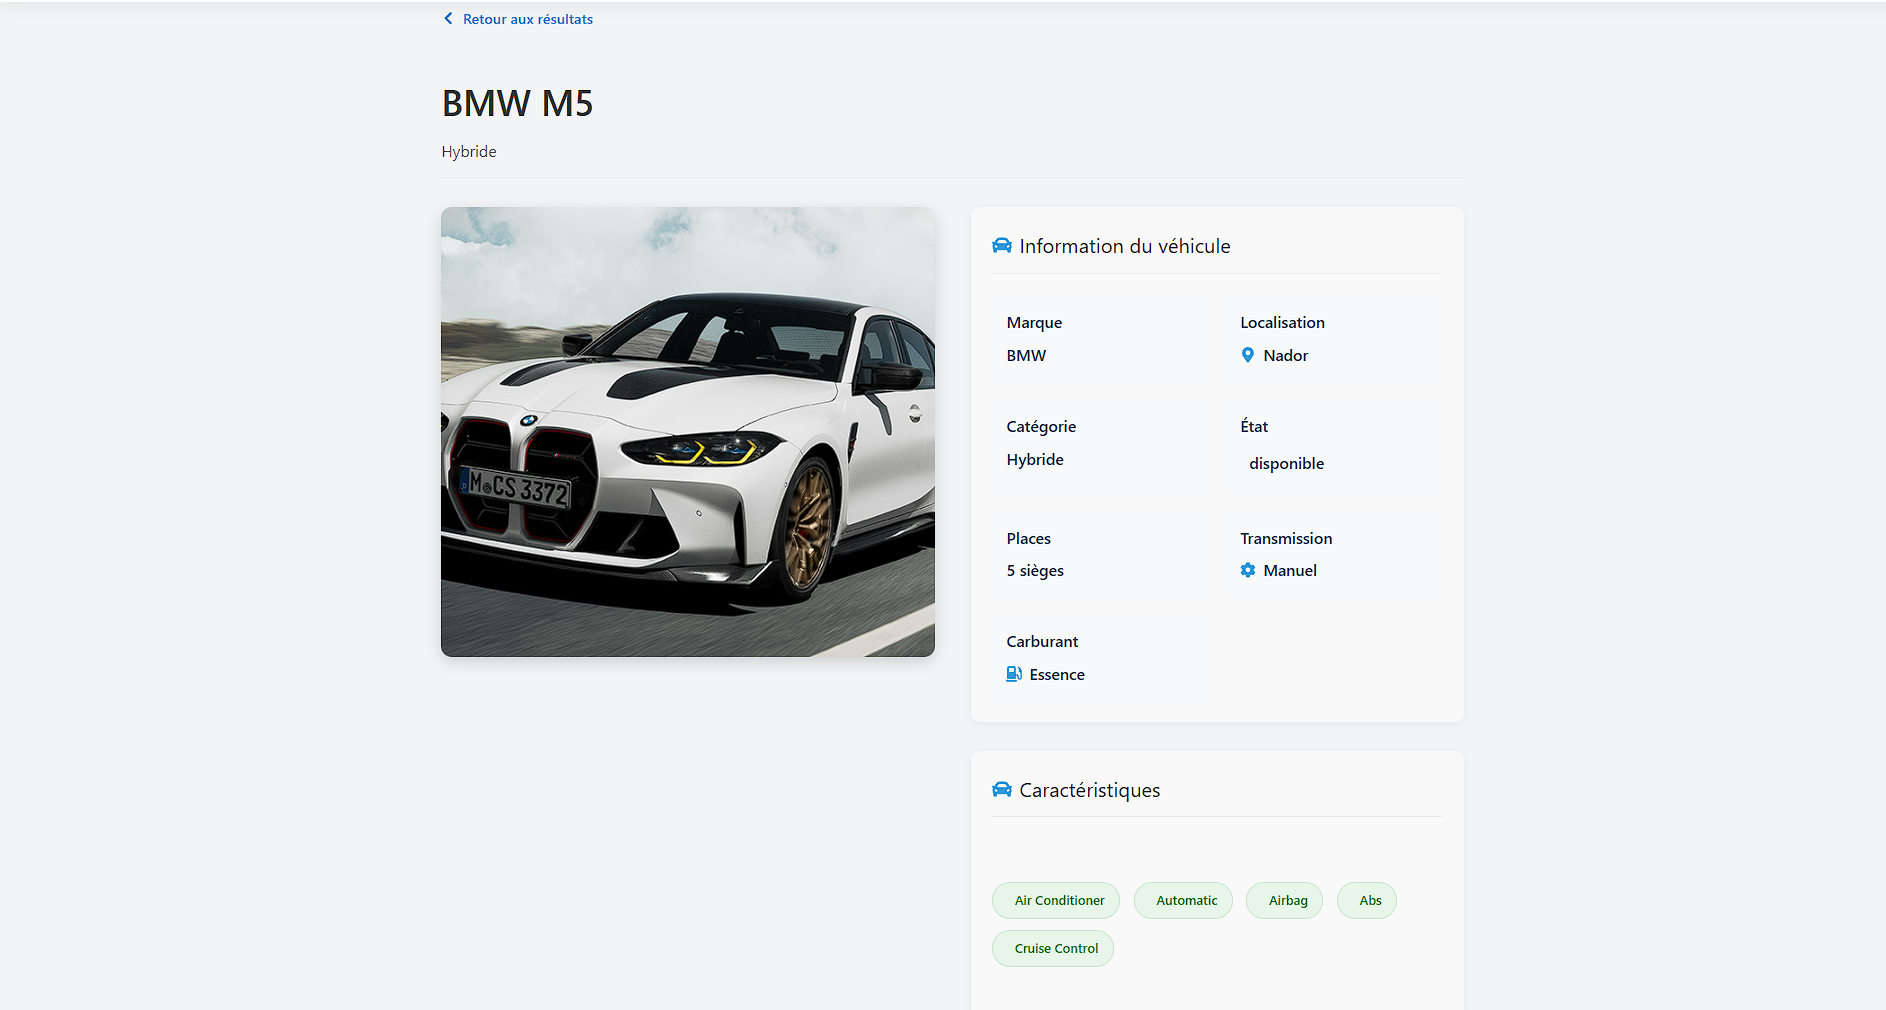 Retour aux résultats
BMW M5
Hybride
M CS 3372
Information du véhicule
Marque
Localisation
BMW
Nador
Catégorie
État
Hybride
disponible
Places
Transmission
5 sièges
Manuel
Carburant
Essence
Caractéristiques
Air Conditioner
Automatic
Airbag
Abs
Cruise Control